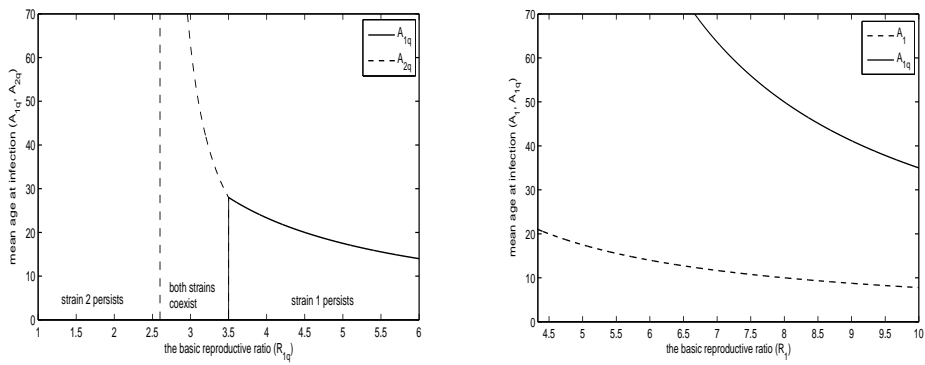 70
60
50
40
30
20
10
0
mean age at infection (A1q, A2q)
A1q
A2q
strain 2 persists
both strains
coexist
strain 1 persists
1 1.5 2 2.5 3 3.5 4 4.5 5 5.5 6
the basic reproductive ratio (R1q)
70
60
50
40
30
20
10
0
mean age at infection (A1, A1q)
A1
A1q
4.5 5 5.5 6 6.5 7 7.5 8 8.5 9 9.5 10
the basic reproductive ratio (R1)